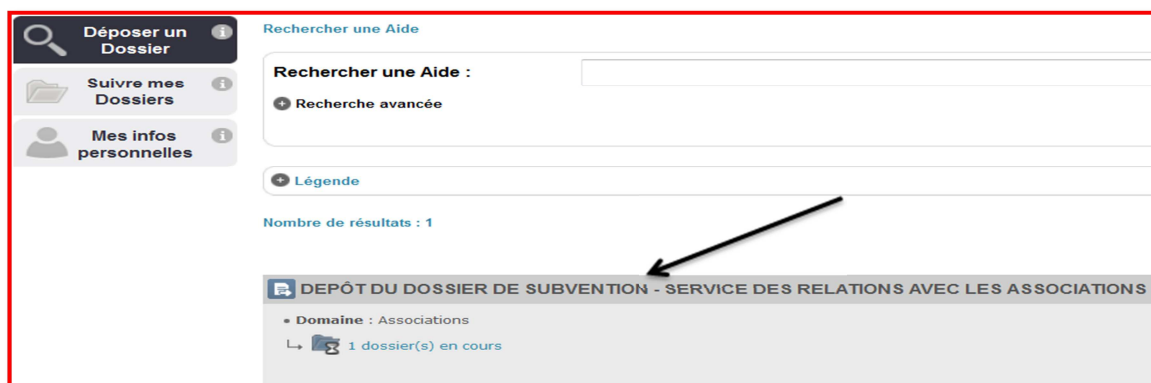 Déposer un
Dossier
Suivre mes
Dossiers
Mes infos
personnelles
Rechercher une Aide
Rechercher une Aide :
Recherche avancée
Légende
Nombre de résultats : 1
DEPÔT DU DOSSIER DE SUBVENTION - SERVICE DES RELATIONS AVEC LES ASSOCIATIONS
• Domaine : Associations
1 dossier(s) en cours